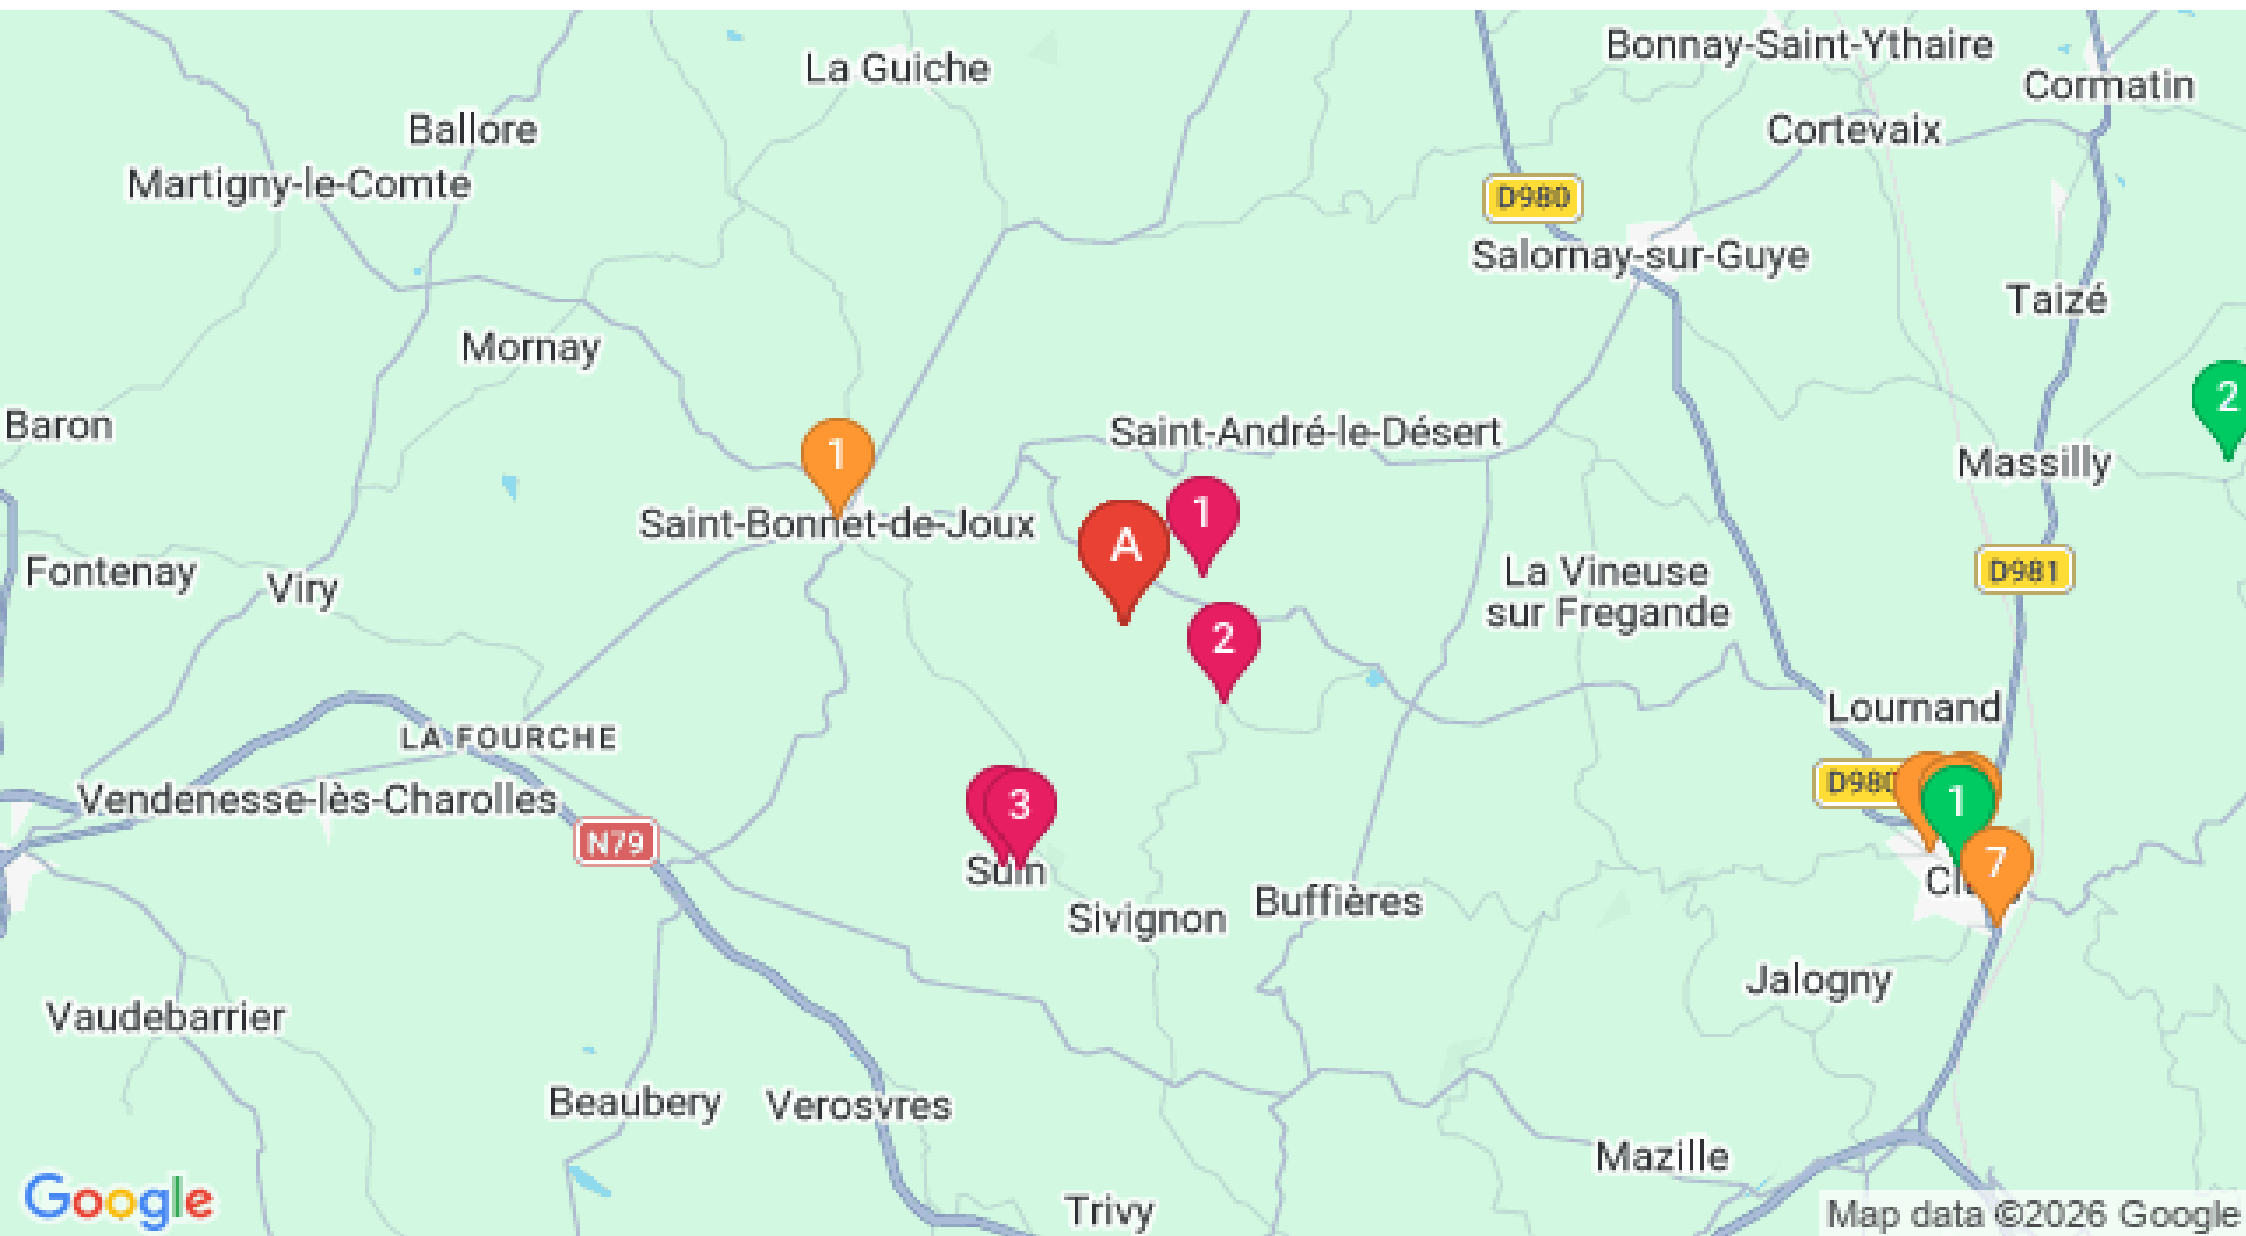 La Guiche
Bonnay-Saint-Ythaire
Cormatin
Ballore
Cortevaix
Martigny-le-Comte
D980
Salornay-sur-Guye
Taizé
Mornay
2
Baron
1
Saint-André-le-Désert
Massilly
Saint-Bonnet-de-Joux
1
A
Fontenay
Viry
La Vineuse
sur Fregande
D981
2
Lournand
LA FOURCHE
D980
Vendenesse-lès-Charolles
3
1
N79
7
Suin
Sivignon
Buffières
Jalogny
Vaudebarrier
Beaubery
Verosvres
Mazille
Trivy
Google
Map data ©2026 Google